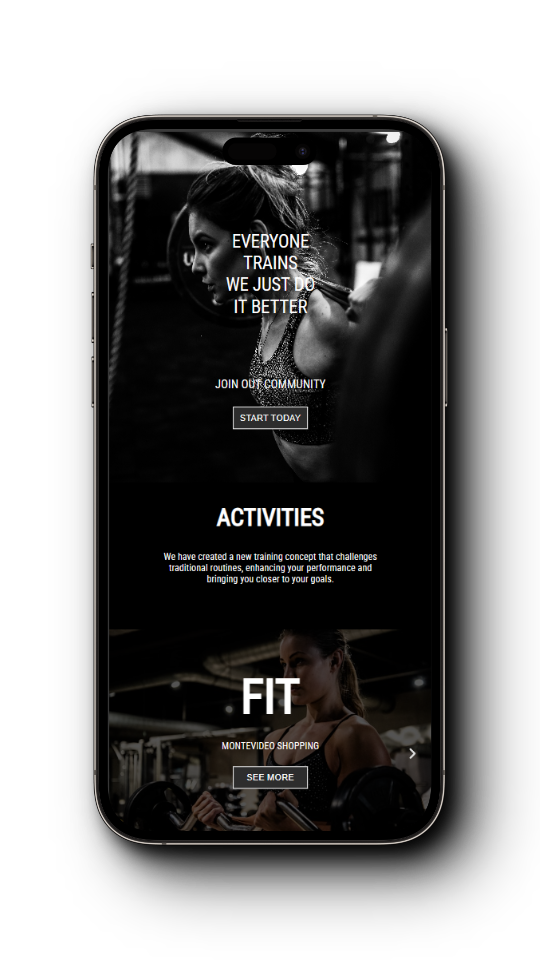 EVERYONE
TRAINS
WE JUST DO
IT BETTER
JOIN OUT COMMUNITY
START TODAY
ACTIVITIES
We have created a new training concept that challenges
traditional routines, enhancing your performance and
bringing you closer to your goals.
FIT
MONTEVIDEO SHOPPING
SEE MORE